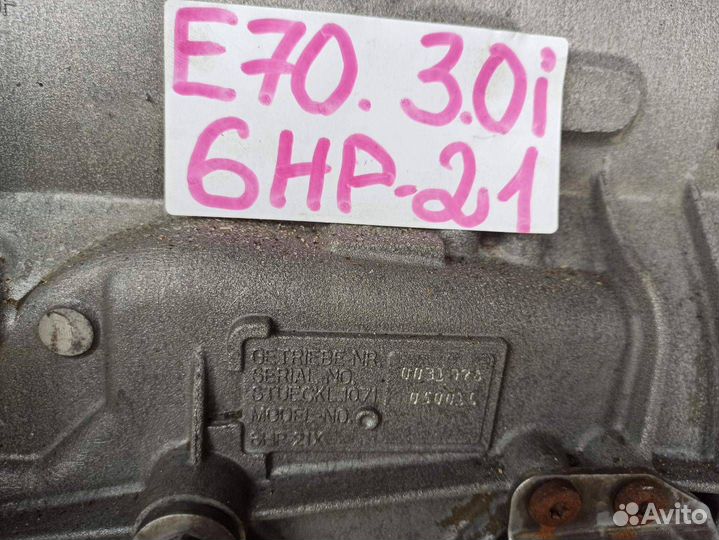 E70. 3.0i
6HP-21
GETRIEBE NR.
SERIAL NO.
STUECKL.1071
MODEL-NO.
6HP21X
Avito